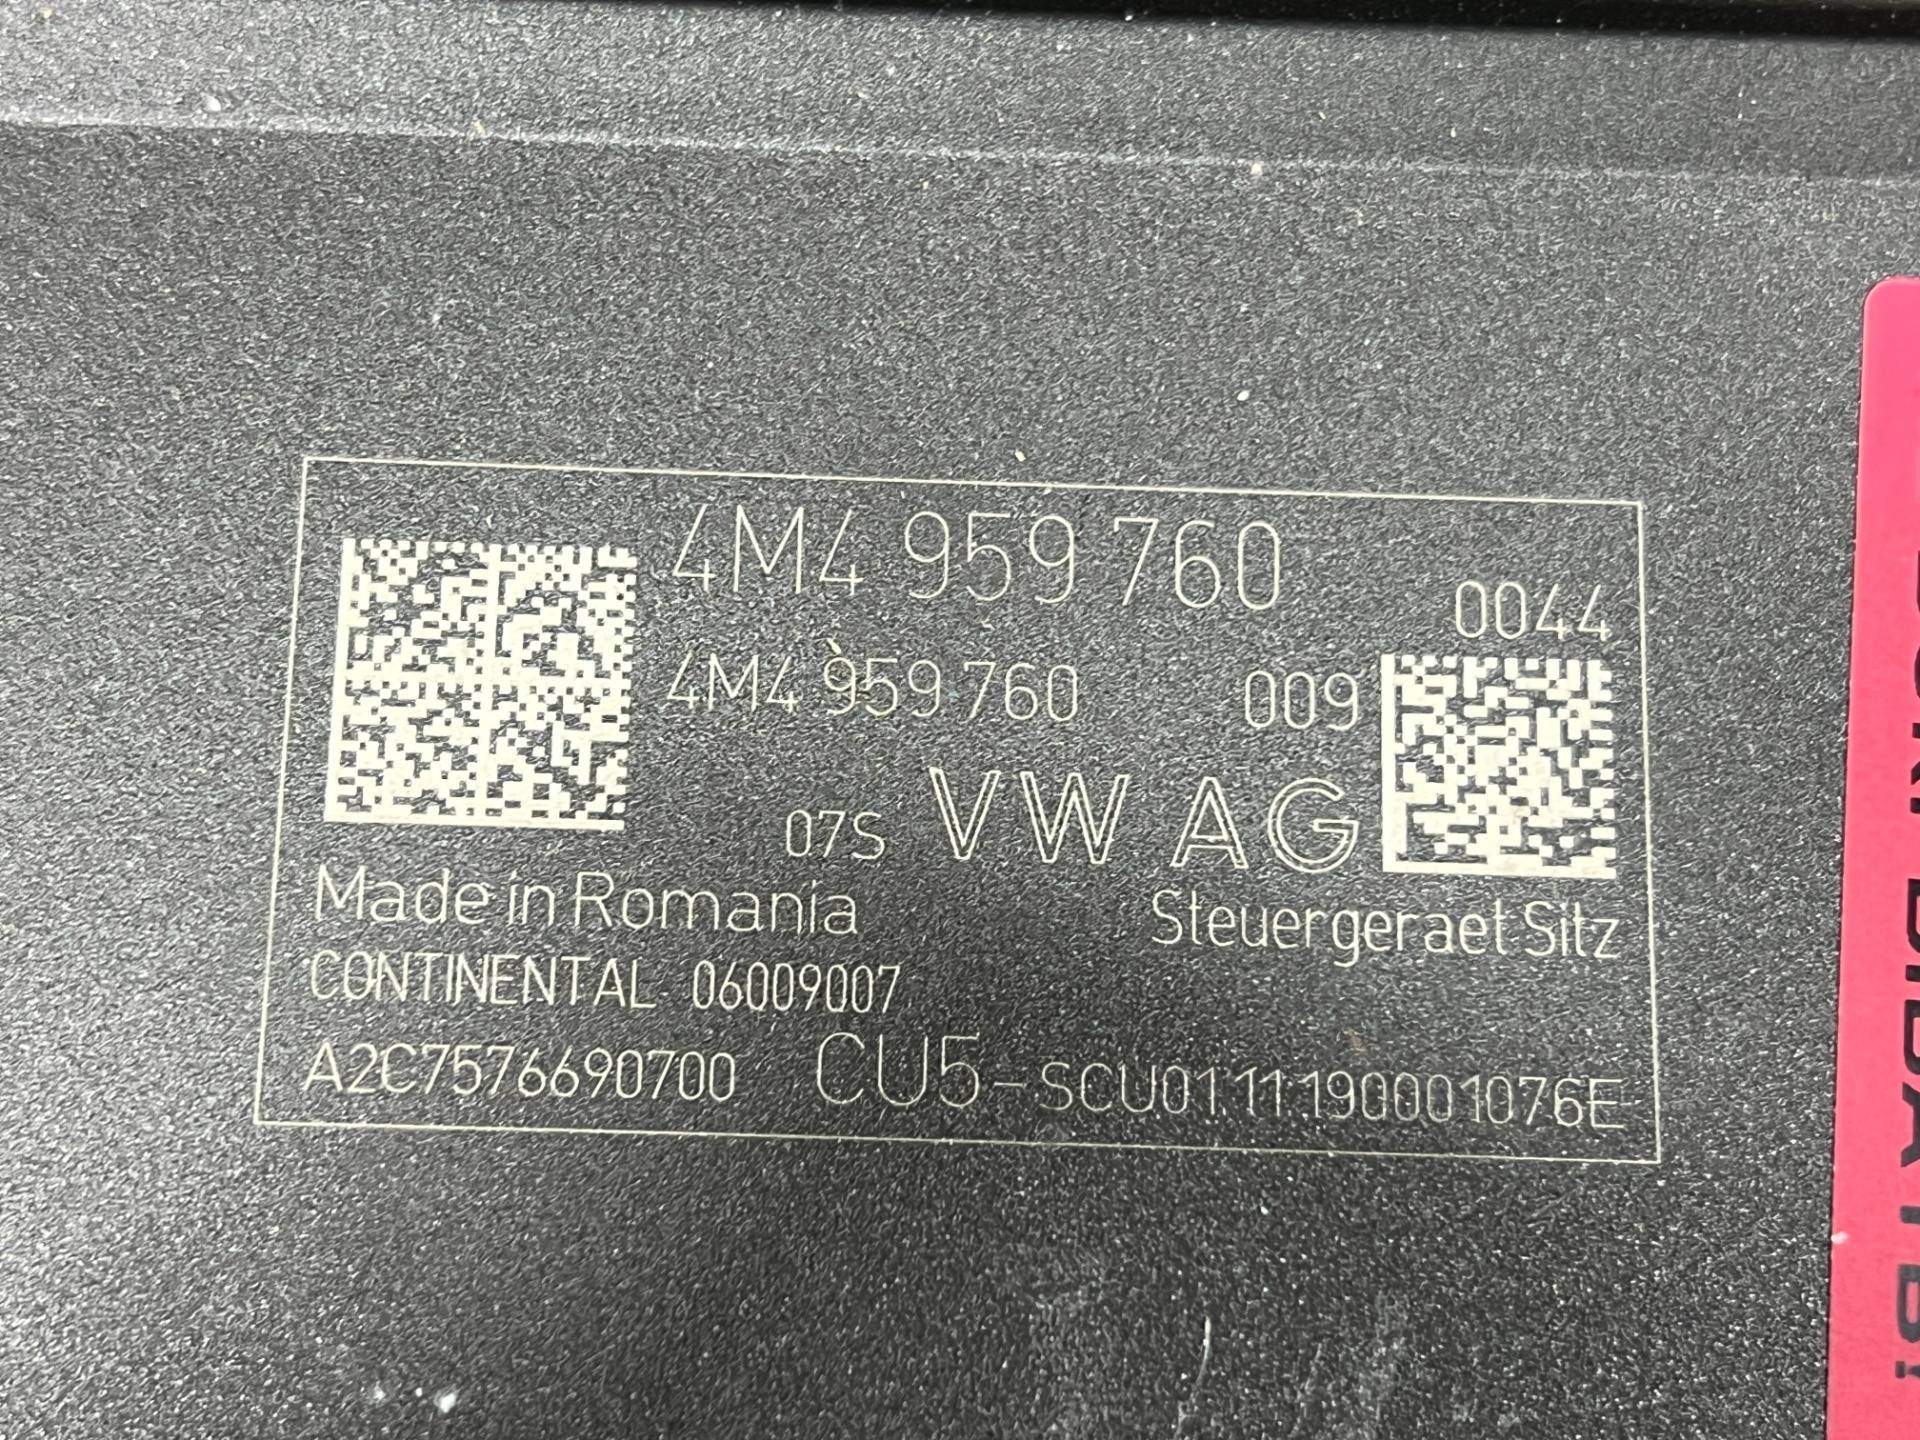 4M4 959 760
0044
4M4 959 760 009
07S VW AG
Made in Romania Steuergeraet Sitz
CONTINENTAL 06009007
A2C7576690700 CU5-SCU01.11.190001076E